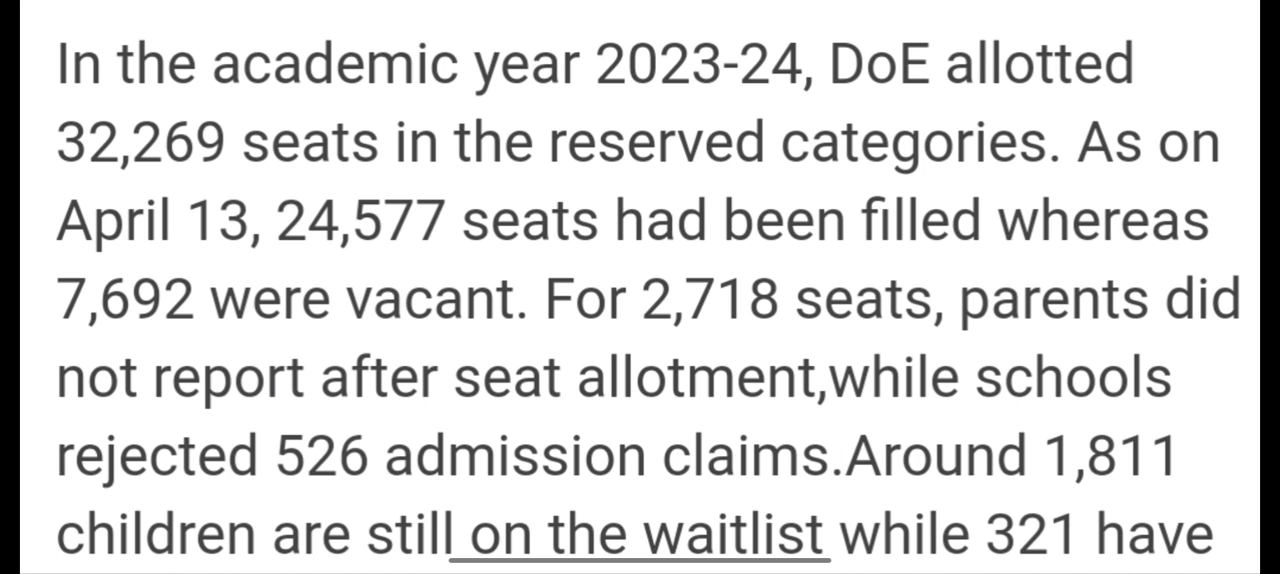 In the academic year 2023-24, DoE allotted
32,269 seats in the reserved categories. As on
April 13, 24,577 seats had been filled whereas
7,692 were vacant. For 2,718 seats, parents did
not report after seat allotment,while schools
rejected 526 admission claims.Around 1,811
children are still on the waitlist while 321 have